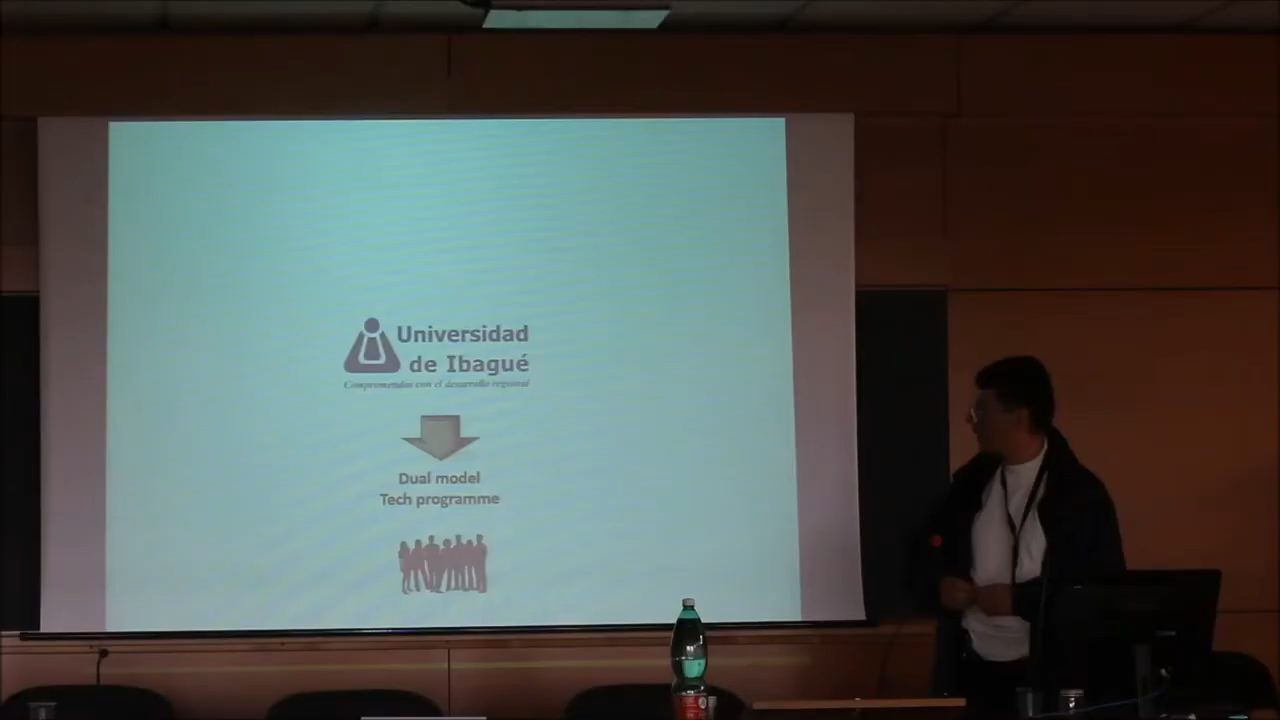 Universidad
de Ibagué
Comprometidos con el desarrollo regional
Dual model
Tech programme